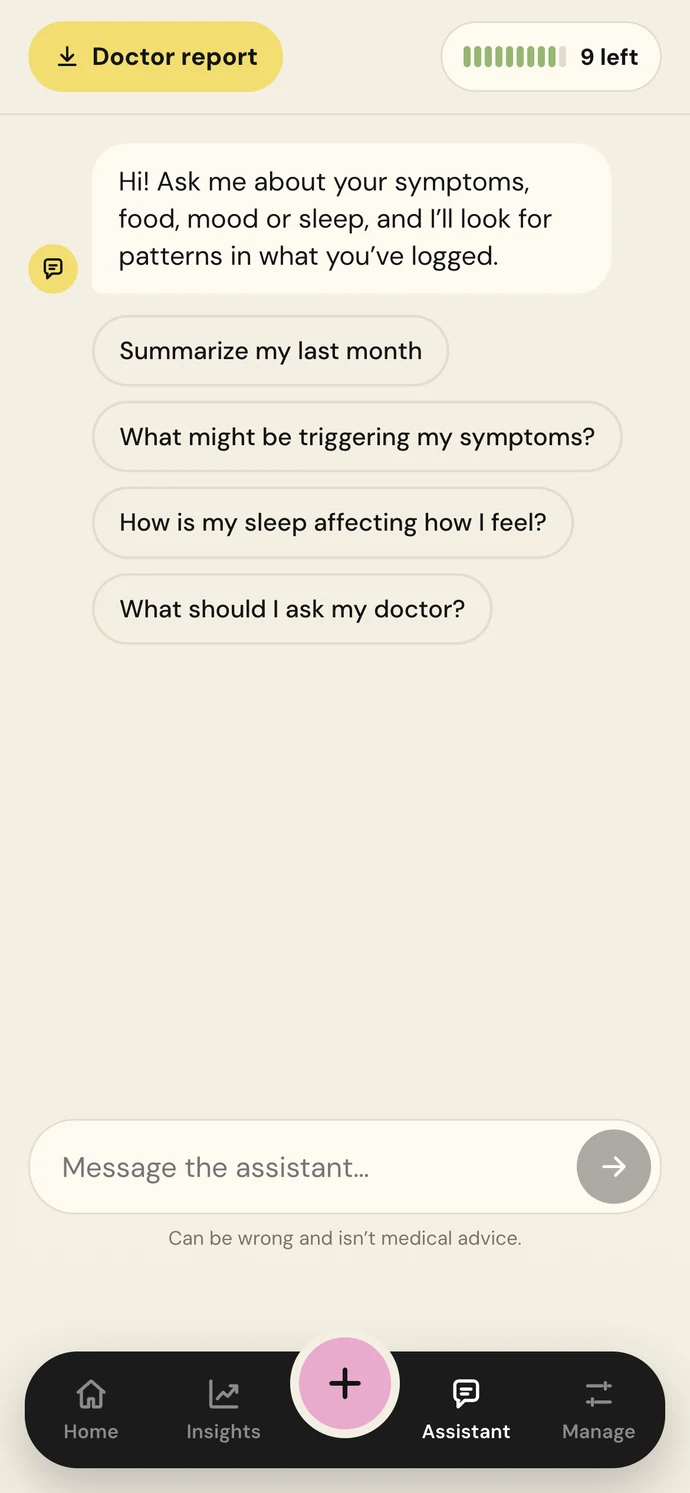 Doctor report
9 left
Hi! Ask me about your symptoms,
food, mood or sleep, and I’ll look for
patterns in what you’ve logged.
Summarize my last month
What might be triggering my symptoms?
How is my sleep affecting how I feel?
What should I ask my doctor?
Message the assistant...
Can be wrong and isn’t medical advice.
Home
Insights
Assistant
Manage